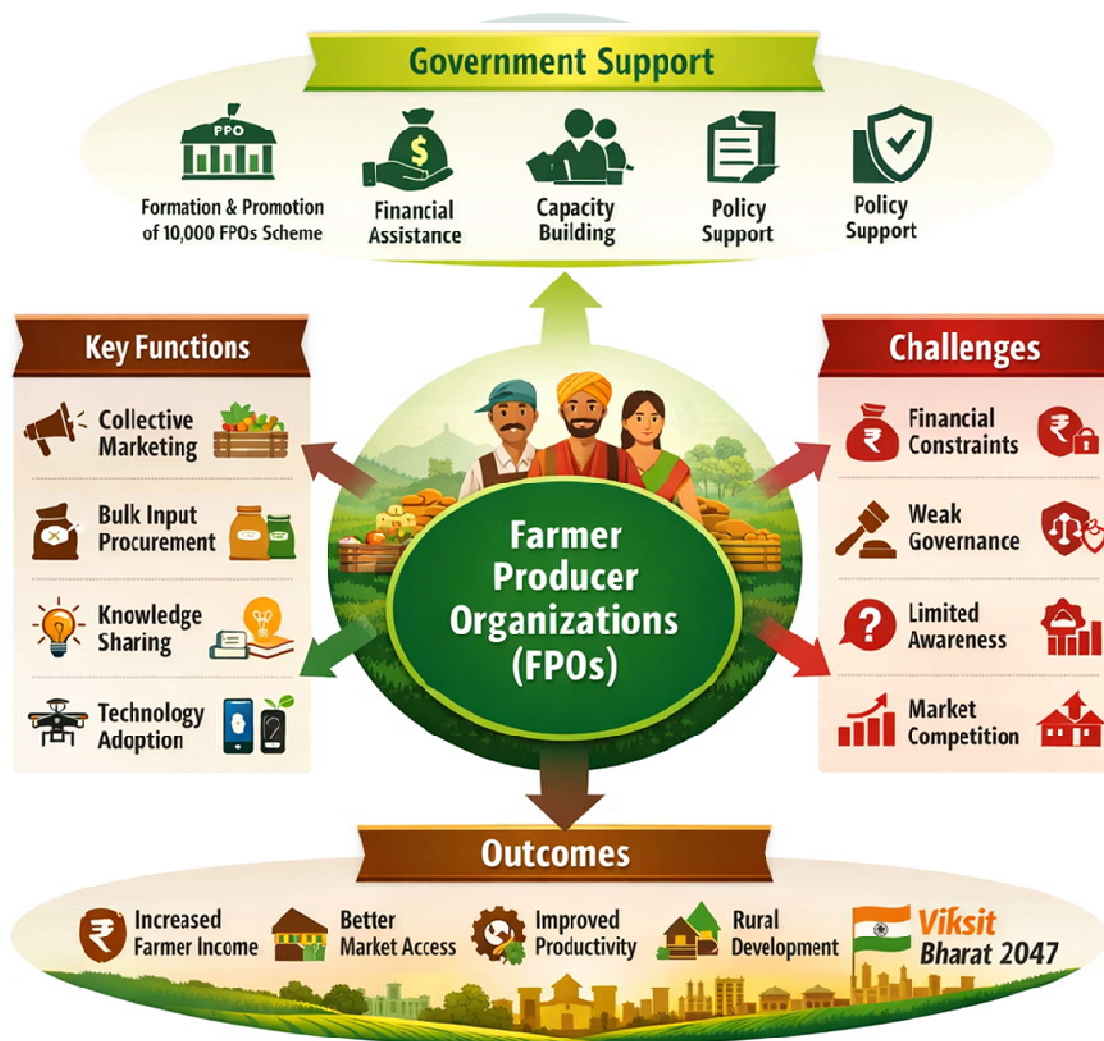 Government Support
PPO
$
Formation & Promotion
of 10,000 FPOs Scheme
Financial
Assistance
Capacity
Building
Policy
Support
Policy
Support
Key Functions
Collective
Marketing
Bulk Input
Procurement
Knowledge
Sharing
Technology
Adoption
Farmer
Producer
Organizations
(FPOs)
Challenges
₹
Financial
Constraints
₹
Weak
Governance
?
Limited
Awareness
Market
Competition
Outcomes
₹
Increased
Farmer Income
Better
Market Access
Improved
Productivity
Rural
Development
Viksit
Bharat 2047